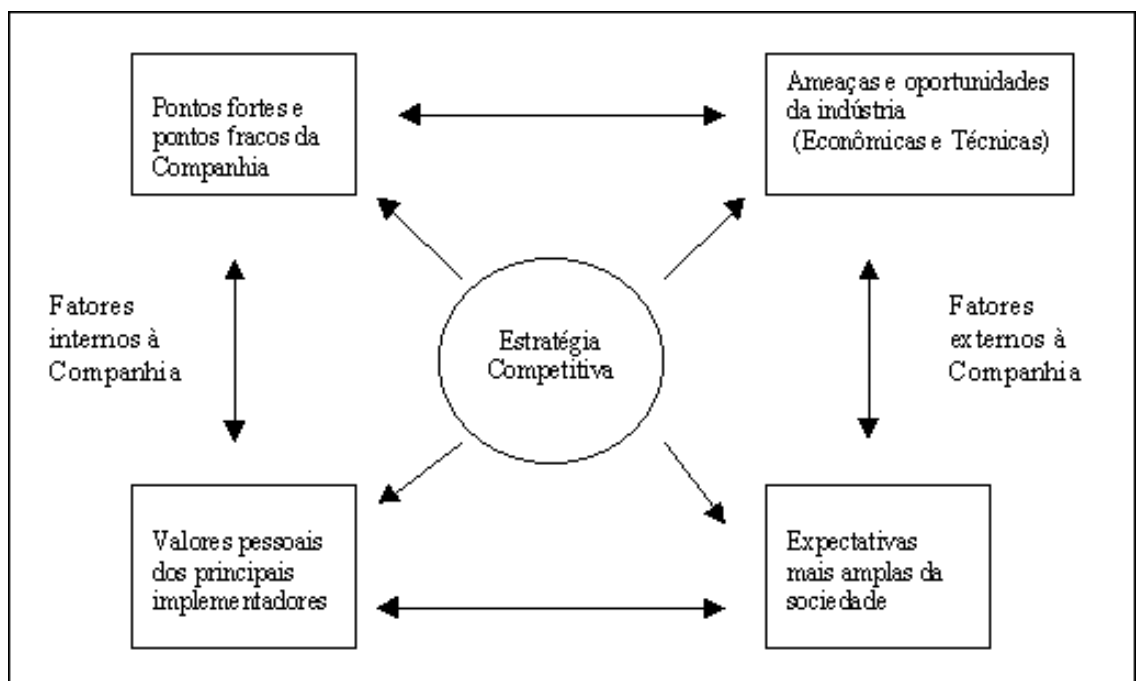 Pontos fortes e
pontos fracos da
Companhia
Ameaças e oportunidades
da indústria
(Econômicas e Técnicas)
Fatores
internos à
Companhia
Estratégia
Competitiva
Fatores
externos à
Companhia
Valores pessoais
dos principais
implementadores
Expectativas
mais amplas da
sociedade